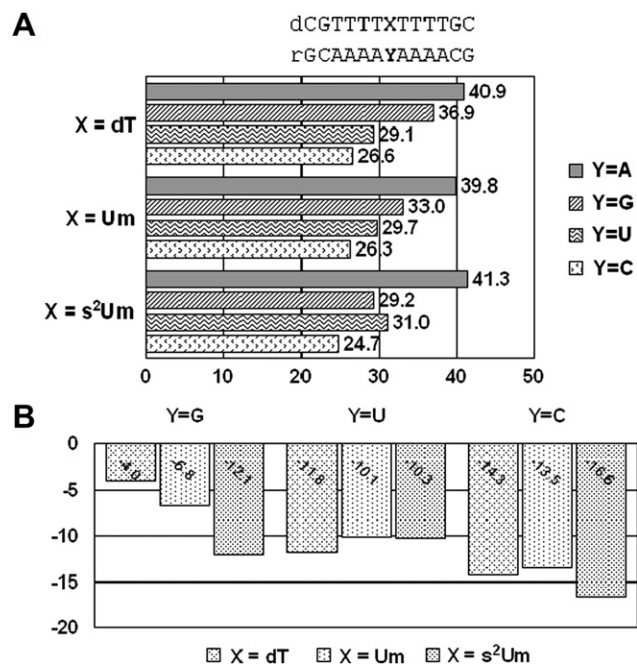 A
dCGTTTTXTTTTGC
rGCAAAAYAAAACG
X = dT
40.9
36.9
29.1
26.6
X = Um
39.8
33.0
29.7
26.3
X = s²Um
41.3
29.2
31.0
24.7
0 10 20 30 40 50
Y=A
Y=G
Y=U
Y=C
B
Y=G Y=U Y=C
0
-5
-10
-15
-20
-4.0 -6.8 -12.1 -11.8 -10.1 -10.3 -14.3 -13.5 -16.6
X = dT X = Um X = s²Um